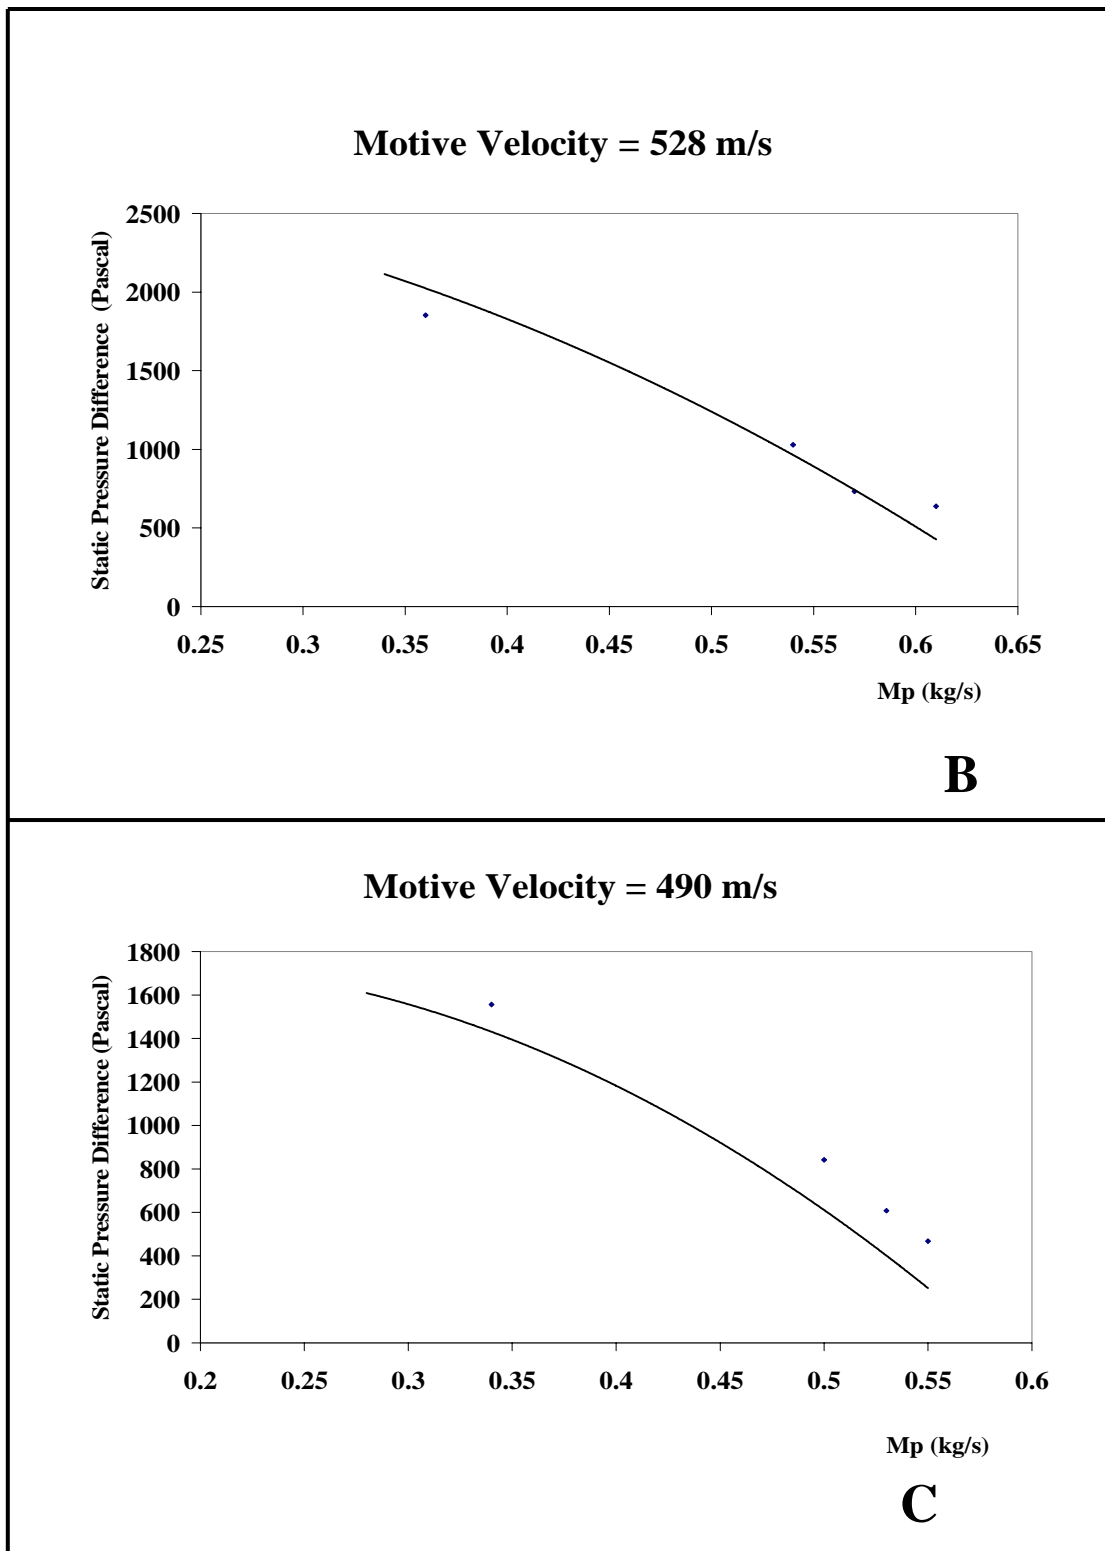 Motive Velocity = 528 m/s
Static Pressure Difference (Pascal)
2500
2000
1500
1000
500
0
0.25 0.3 0.35 0.4 0.45 0.5 0.55 0.6 0.65
Mp (kg/s)
B
Motive Velocity = 490 m/s
Static Pressure Difference (Pascal)
1800
1600
1400
1200
1000
800
600
400
200
0
0.2 0.25 0.3 0.35 0.4 0.45 0.5 0.55 0.6
Mp (kg/s)
C